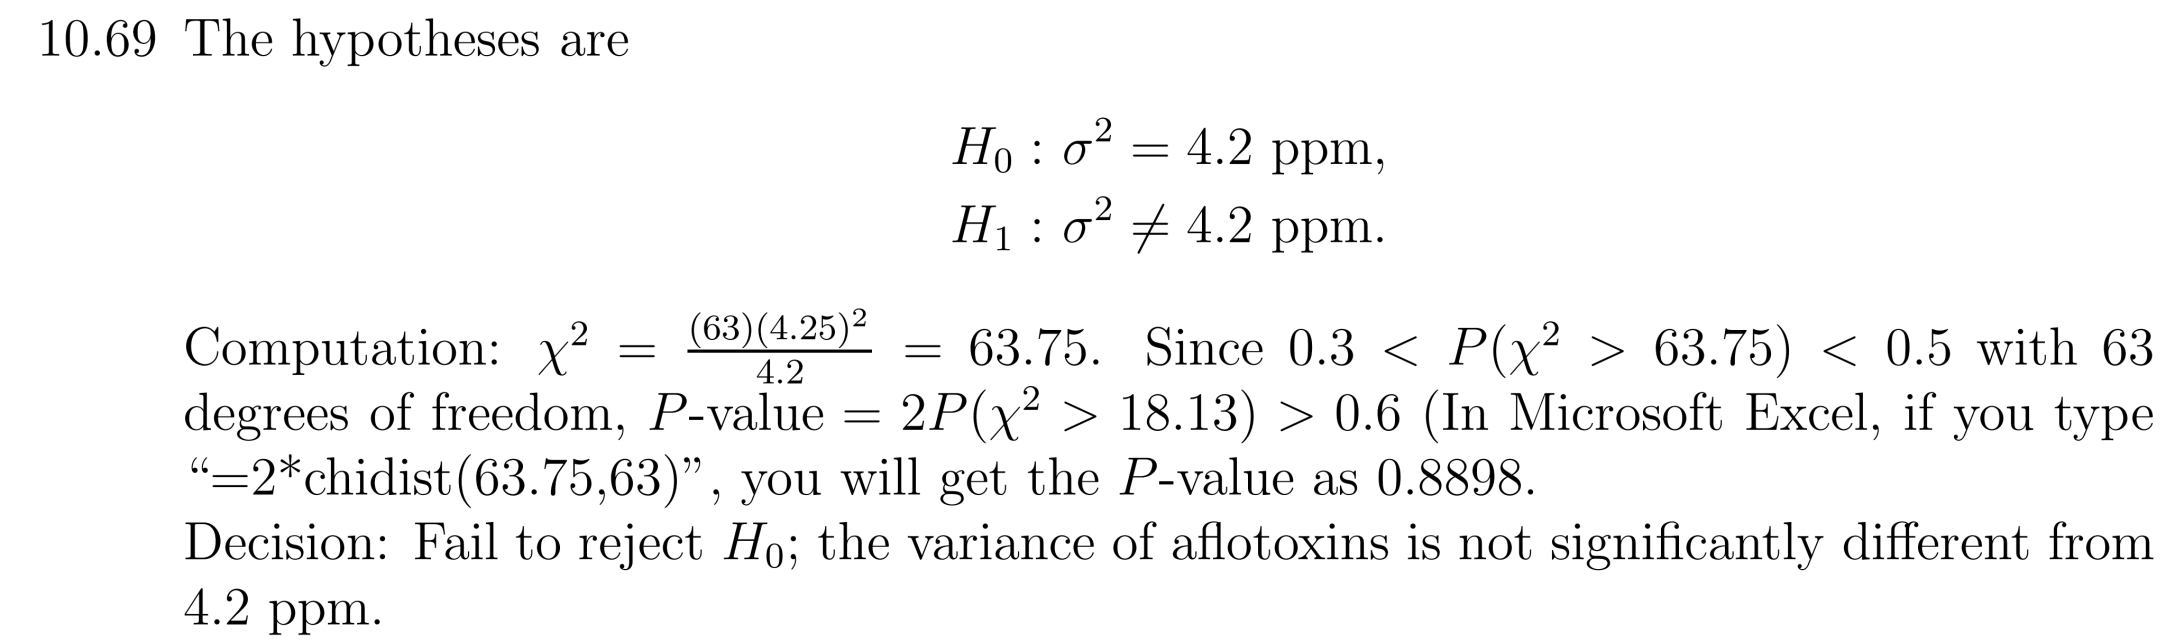 10.69 The hypotheses are
H₀ : σ² = 4.2 ppm,
H₁ : σ² ≠ 4.2 ppm.
Computation: χ² = (63)(4.25)²/4.2 = 63.75. Since 0.3 < P(χ² > 63.75) < 0.5 with 63
degrees of freedom, P-value = 2P(χ² > 18.13) > 0.6 (In Microsoft Excel, if you type
“=2*chidist(63.75,63)”, you will get the P-value as 0.8898.
Decision: Fail to reject H₀; the variance of aflotoxins is not significantly different from
4.2 ppm.